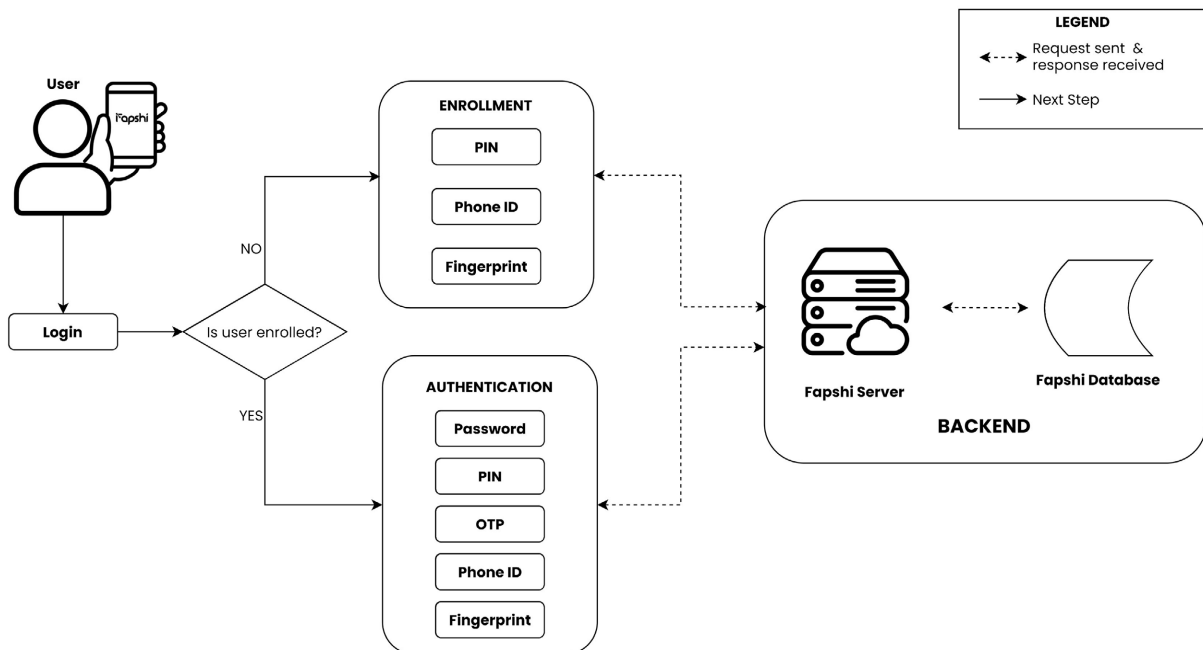 LEGEND
Request sent &
response received
Next Step
User
Fapshi
Login
Is user enrolled?
NO
YES
ENROLLMENT
PIN
Phone ID
Fingerprint
AUTHENTICATION
Password
PIN
OTP
Phone ID
Fingerprint
Fapshi Server
Fapshi Database
BACKEND